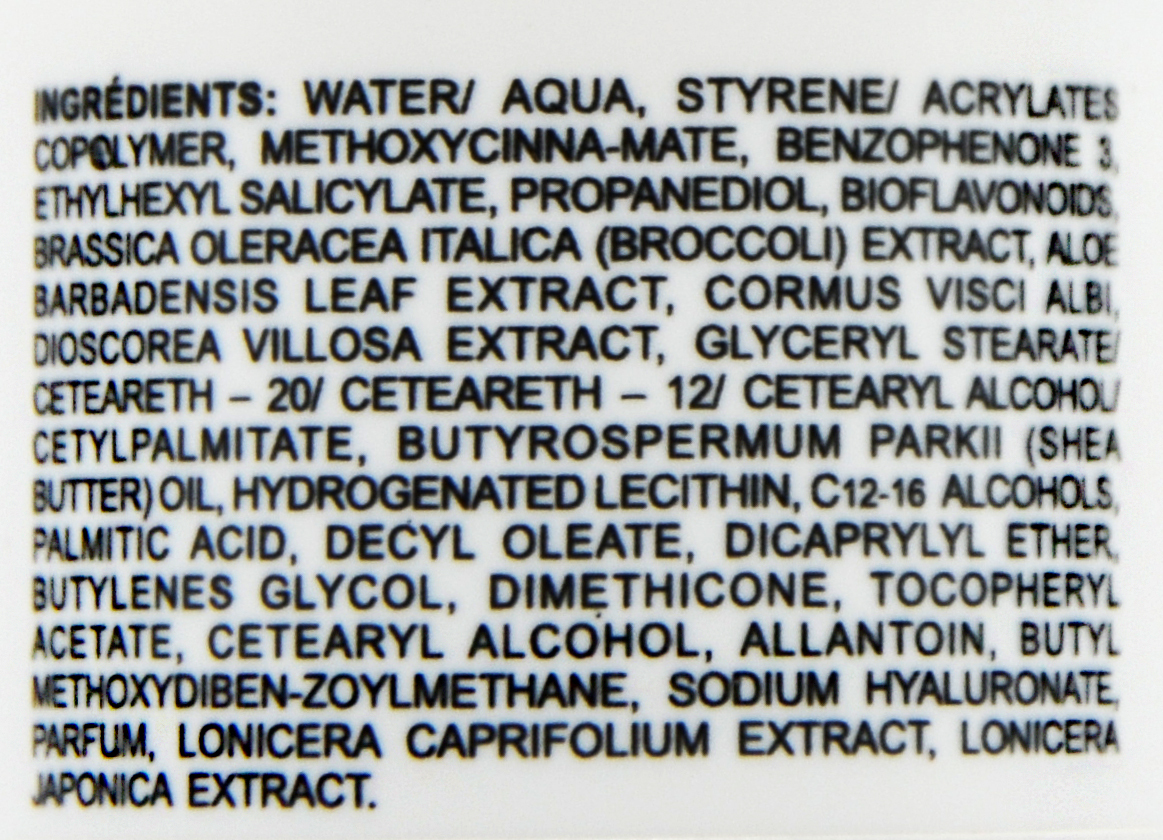 INGRÉDIENTS: WATER/ AQUA, STYRENE/ ACRYLATES
COPOLYMER, METHOXYCINNA-MATE, BENZOPHENONE 3,
ETHYLHEXYL SALICYLATE, PROPANEDIOL, BIOFLAVONOIDS,
BRASSICA OLERACEA ITALICA (BROCCOLI) EXTRACT, ALOE
BARBADENSIS LEAF EXTRACT, CORMUS VISCI ALBI,
DIOSCOREA VILLOSA EXTRACT, GLYCERYL STEARATE/
CETEARETH – 20/ CETEARETH – 12/ CETEARYL ALCOHOL/
CETYLPALMITATE, BUTYROSPERMUM PARKII (SHEA
BUTTER) OIL, HYDROGENATED LECITHIN, C12-16 ALCOHOLS,
PALMITIC ACID, DECYL OLEATE, DICAPRYLYL ETHER,
BUTYLENES GLYCOL, DIMETHICONE, TOCOPHERYL
ACETATE, CETEARYL ALCOHOL, ALLANTOIN, BUTYL
METHOXYDIBEN-ZOYLMETHANE, SODIUM HYALURONATE,
PARFUM, LONICERA CAPRIFOLIUM EXTRACT, LONICERA
JAPONICA EXTRACT.